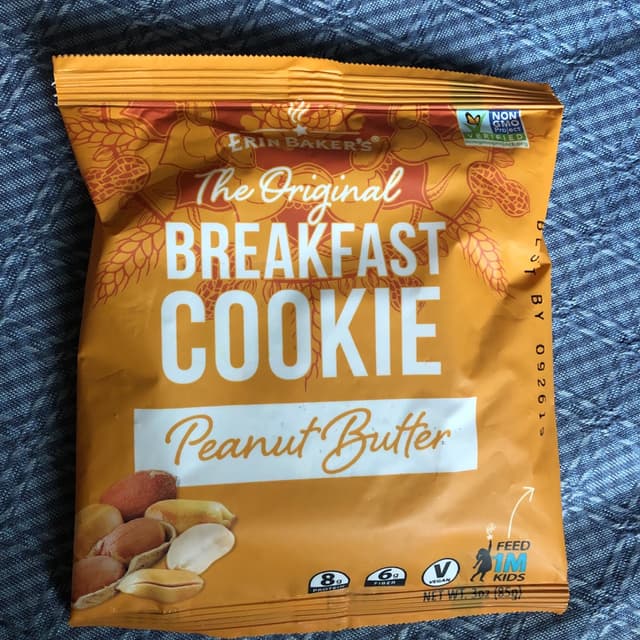 ERIN BAKER'S®
NON
GMO
Project
VERIFIED
The Original
BREAKFAST
COOKIE
Peanut Butter
BEST BY 092619
8g
PROTEIN
6g
FIBER
V
VEGAN
FEED
1M
KIDS
NET WT. 3oz (85g)